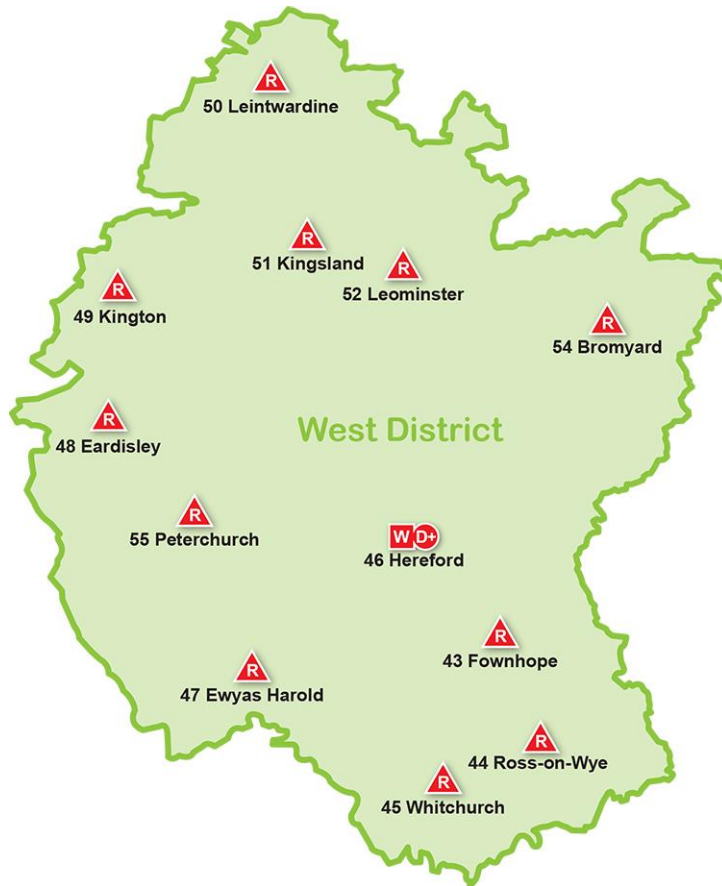 R
50 Leintwardine
R
51 Kingsland
R
52 Leominster
R
49 Kington
R
54 Bromyard
R
48 Eardisley
West District
R
55 Peterchurch
W D+
46 Hereford
R
43 Fownhope
R
47 Ewyas Harold
R
44 Ross-on-Wye
R
45 Whitchurch